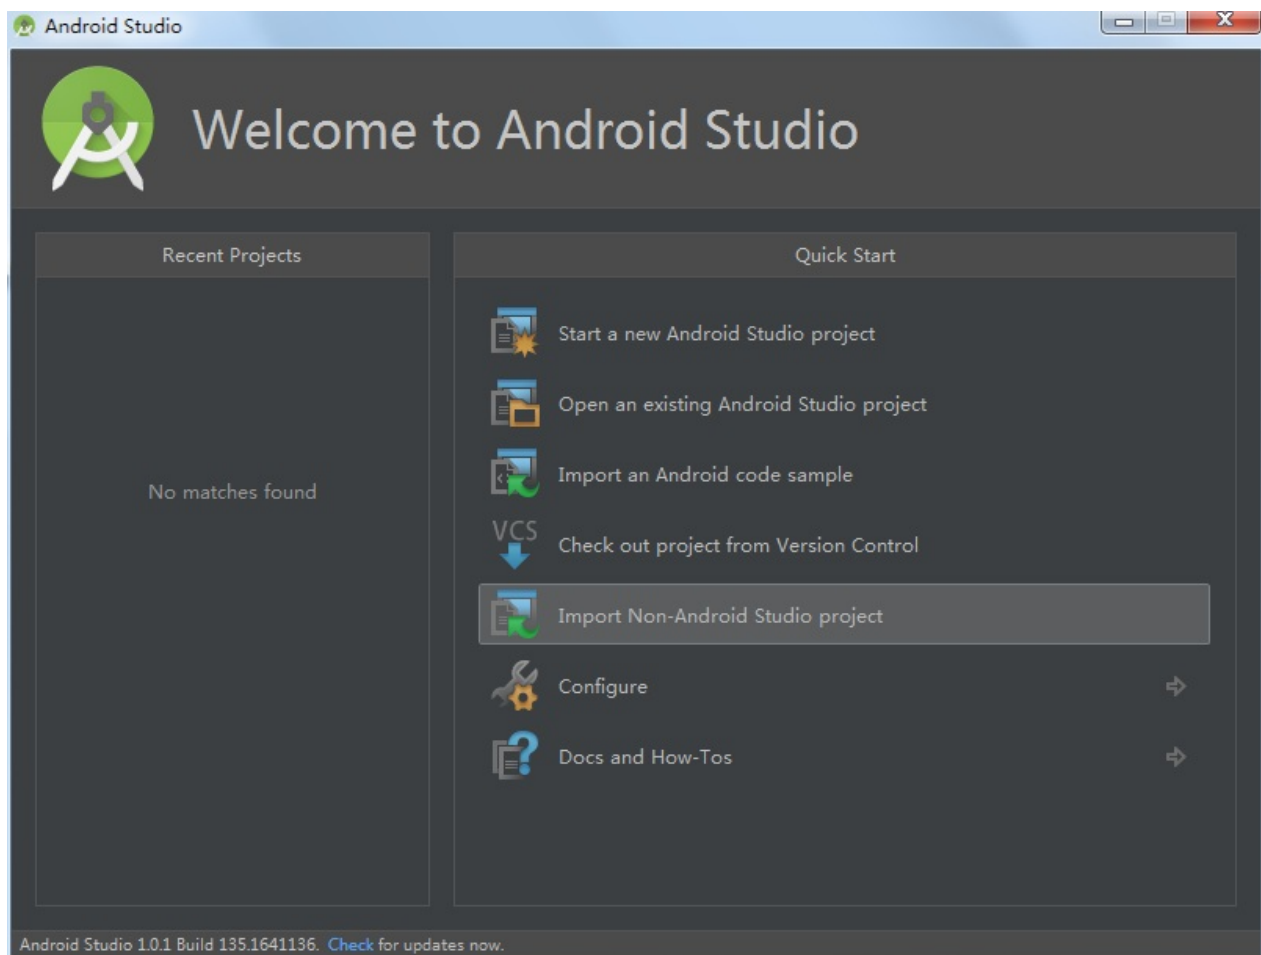 Android Studio
Welcome to Android Studio
Recent Projects
No matches found
Quick Start
Start a new Android Studio project
Open an existing Android Studio project
Import an Android code sample
VCS
Check out project from Version Control
Import Non-Android Studio project
Configure
Docs and How-Tos
Android Studio 1.0.1 Build 135.1641136. Check for updates now.